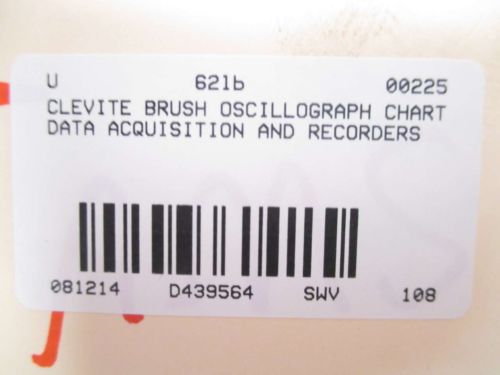 U 621b 00225
CLEVITE BRUSH OSCILLOGRAPH CHART
DATA ACQUISITION AND RECORDERS
081214 D439564 SWV 108